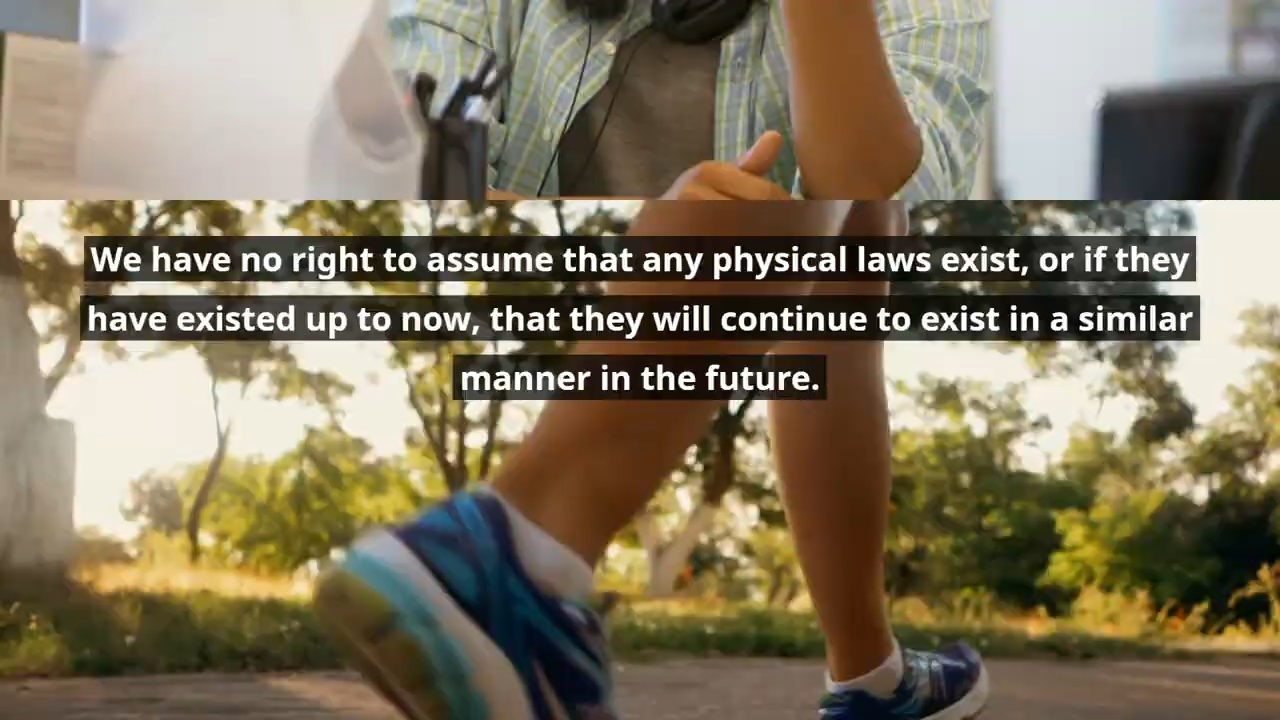 We have no right to assume that any physical laws exist, or if they
have existed up to now, that they will continue to exist in a similar
manner in the future.